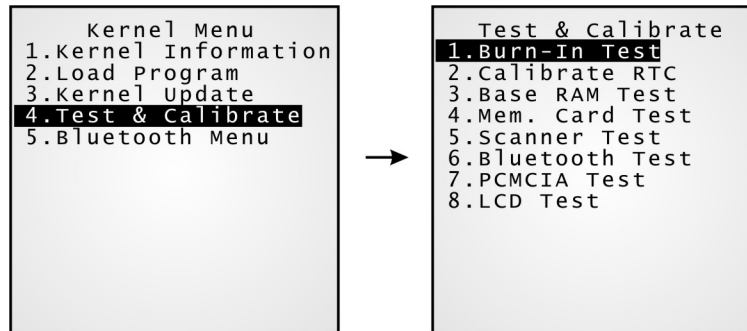 Kernel Menu
1.Kernel Information
2.Load Program
3.Kernel Update
4.Test & Calibrate
5.Bluetooth Menu
Test & Calibrate
1.Burn-In Test
2.Calibrate RTC
3.Base RAM Test
4.Mem. Card Test
5.Scanner Test
6.Bluetooth Test
7.PCMCIA Test
8.LCD Test